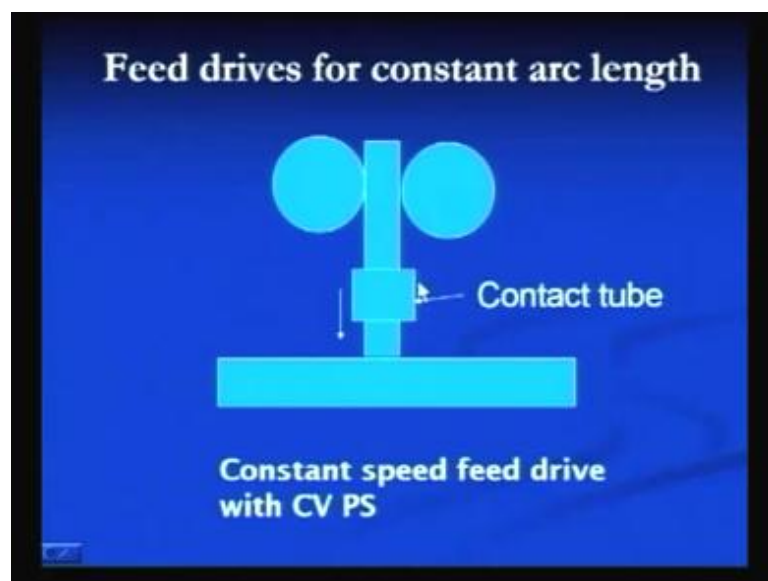 Feed drives for constant arc length
Contact tube
Constant speed feed drive
with CV PS